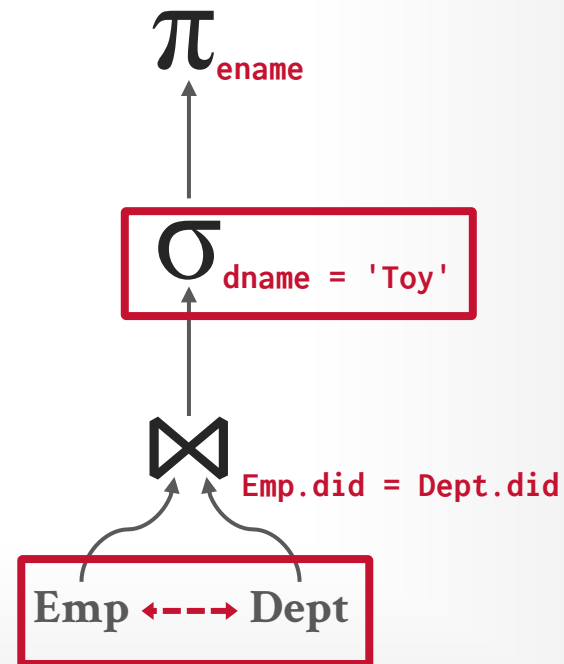 π ename
σ dname = 'Toy'
⋈ Emp.did = Dept.did
Emp Dept